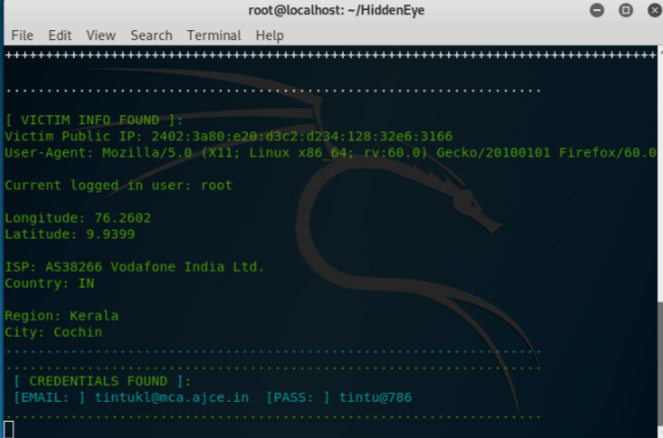 root@localhost: ~/HiddenEye
File Edit View Search Terminal Help
++++++++++++++++++++++++++++++++++++++++++++++++++++++++++++++++++++++++++++++++
..................................................................
[ VICTIM INFO FOUND ]:
Victim Public IP: 2402:3a80:e20:d3c2:d234:128:32e6:3166
User-Agent: Mozilla/5.0 (X11; Linux x86_64; rv:60.0) Gecko/20100101 Firefox/60.0
Current logged in user: root
Longitude: 76.2602
Latitude: 9.9399
ISP: AS38266 Vodafone India Ltd.
Country: IN
Region: Kerala
City: Cochin
..................................................................
..................................................................
[ CREDENTIALS FOUND ]:
[EMAIL: ] tintukl@mca.ajce.in [PASS: ] tintu@786
..................................................................